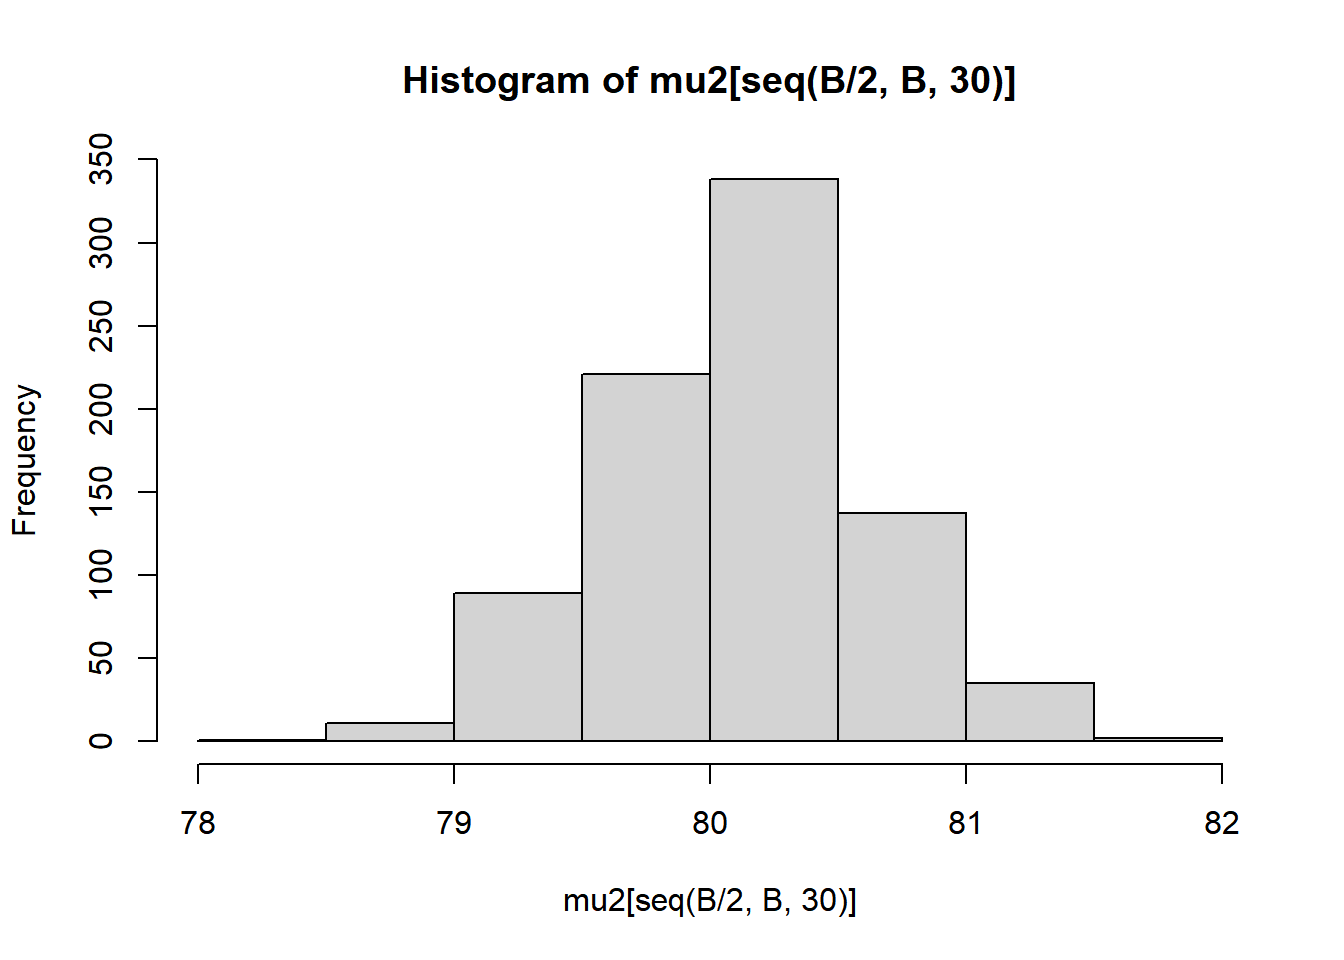 Histogram of mu2[seq(B/2, B, 30)]
Frequency
350
300
250
200
150
100
50
0
78 79 80 81 82
mu2[seq(B/2, B, 30)]